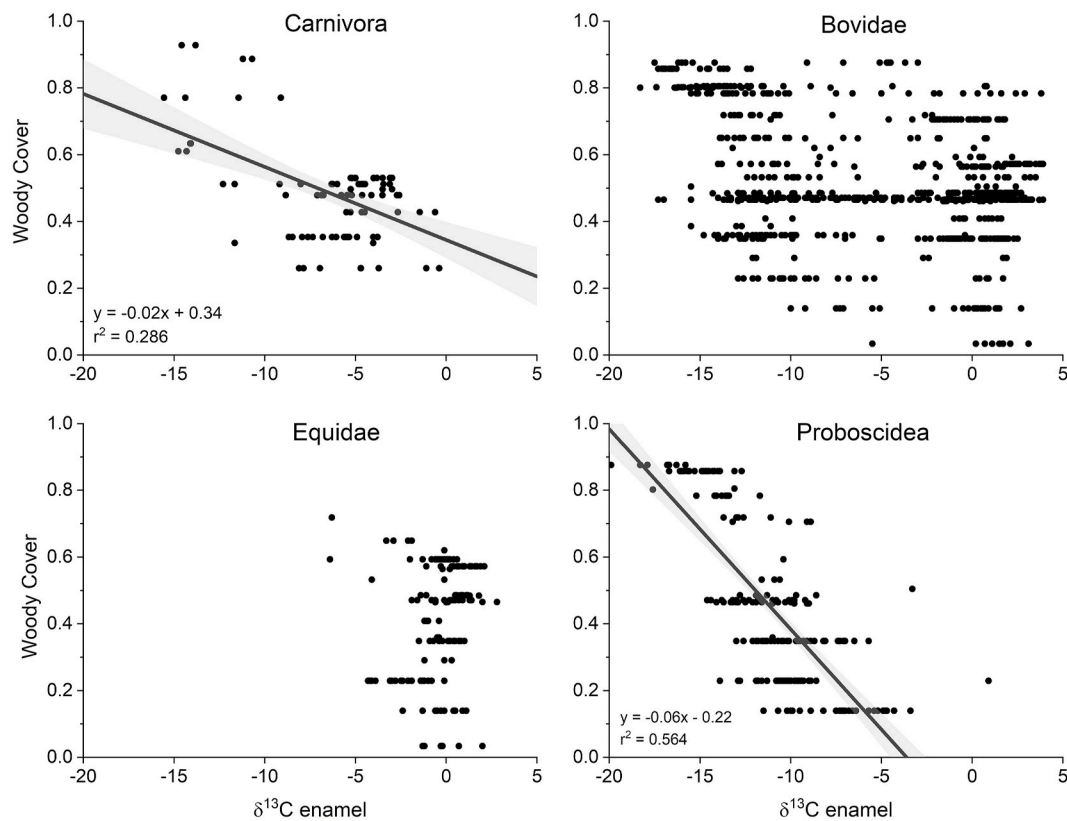 Carnivora
Woody Cover
1.0
0.8
0.6
0.4
0.2
0.0
y = -0.02x + 0.34
r² = 0.286
-20 -15 -10 -5 0 5
Bovidae
1.0
0.8
0.6
0.4
0.2
0.0
-20 -15 -10 -5 0 5
Equidae
Woody Cover
1.0
0.8
0.6
0.4
0.2
0.0
-20 -15 -10 -5 0 5
δ¹³C enamel
Proboscidea
1.0
0.8
0.6
0.4
0.2
0.0
y = -0.06x - 0.22
r² = 0.564
-20 -15 -10 -5 0 5
δ¹³C enamel